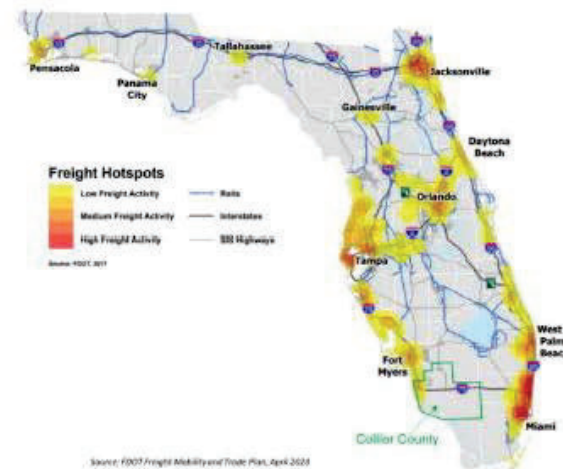 Tallahassee
Pensacola
Panama
City
Jacksonville
Gainesville
Daytona
Beach
Freight Hotspots
Low Freight Activity
Medium Freight Activity
High Freight Activity
Rails
Interstates
SIS Highways
Source: FDOT, 2017
Orlando
Tampa
West
Palm
Beach
Fort
Myers
Miami
Collier County
Source: FDOT Freight Mobility and Trade Plan, April 2020